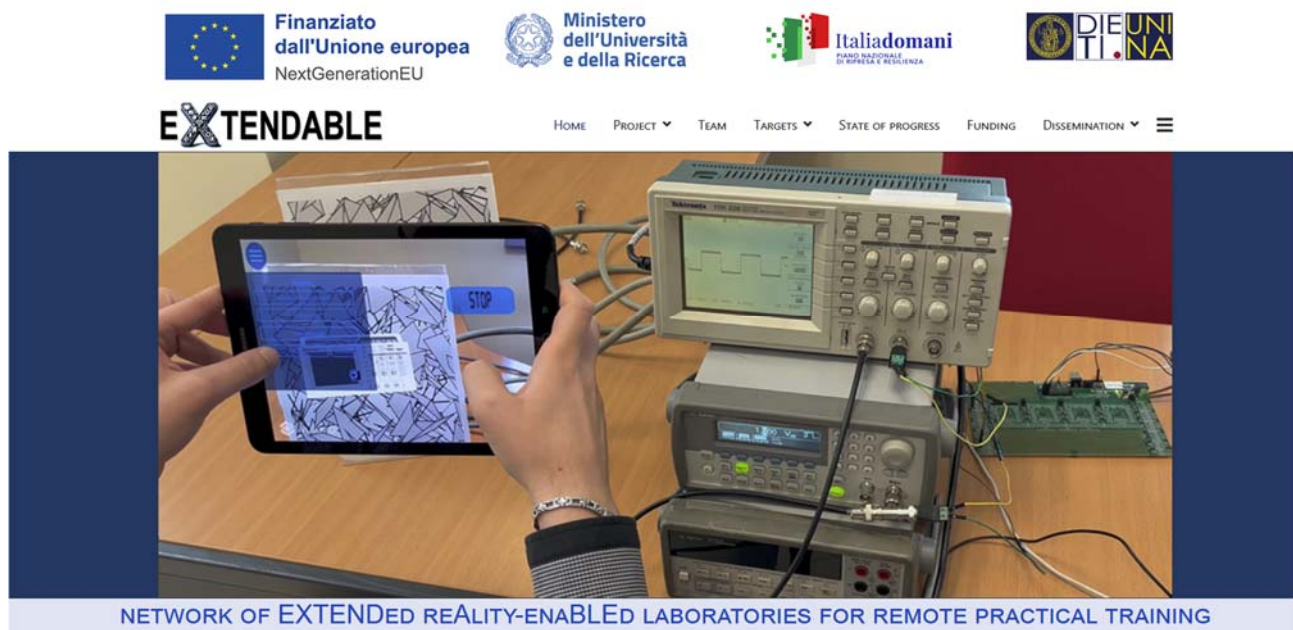 Finanziato
dall'Unione europea
NextGenerationEU
Ministero
dell'Università
e della Ricerca
Italiadomani
PIANO NAZIONALE
DI RIPRESA E RESILIENZA
DIE UNI
TI. NA
EXTENDABLE
Home Project Team Targets State of progress Funding Dissemination
Tektronix
STOP
NETWORK OF EXTENDed reAlity-enaBLEd laboratories for remote practical training